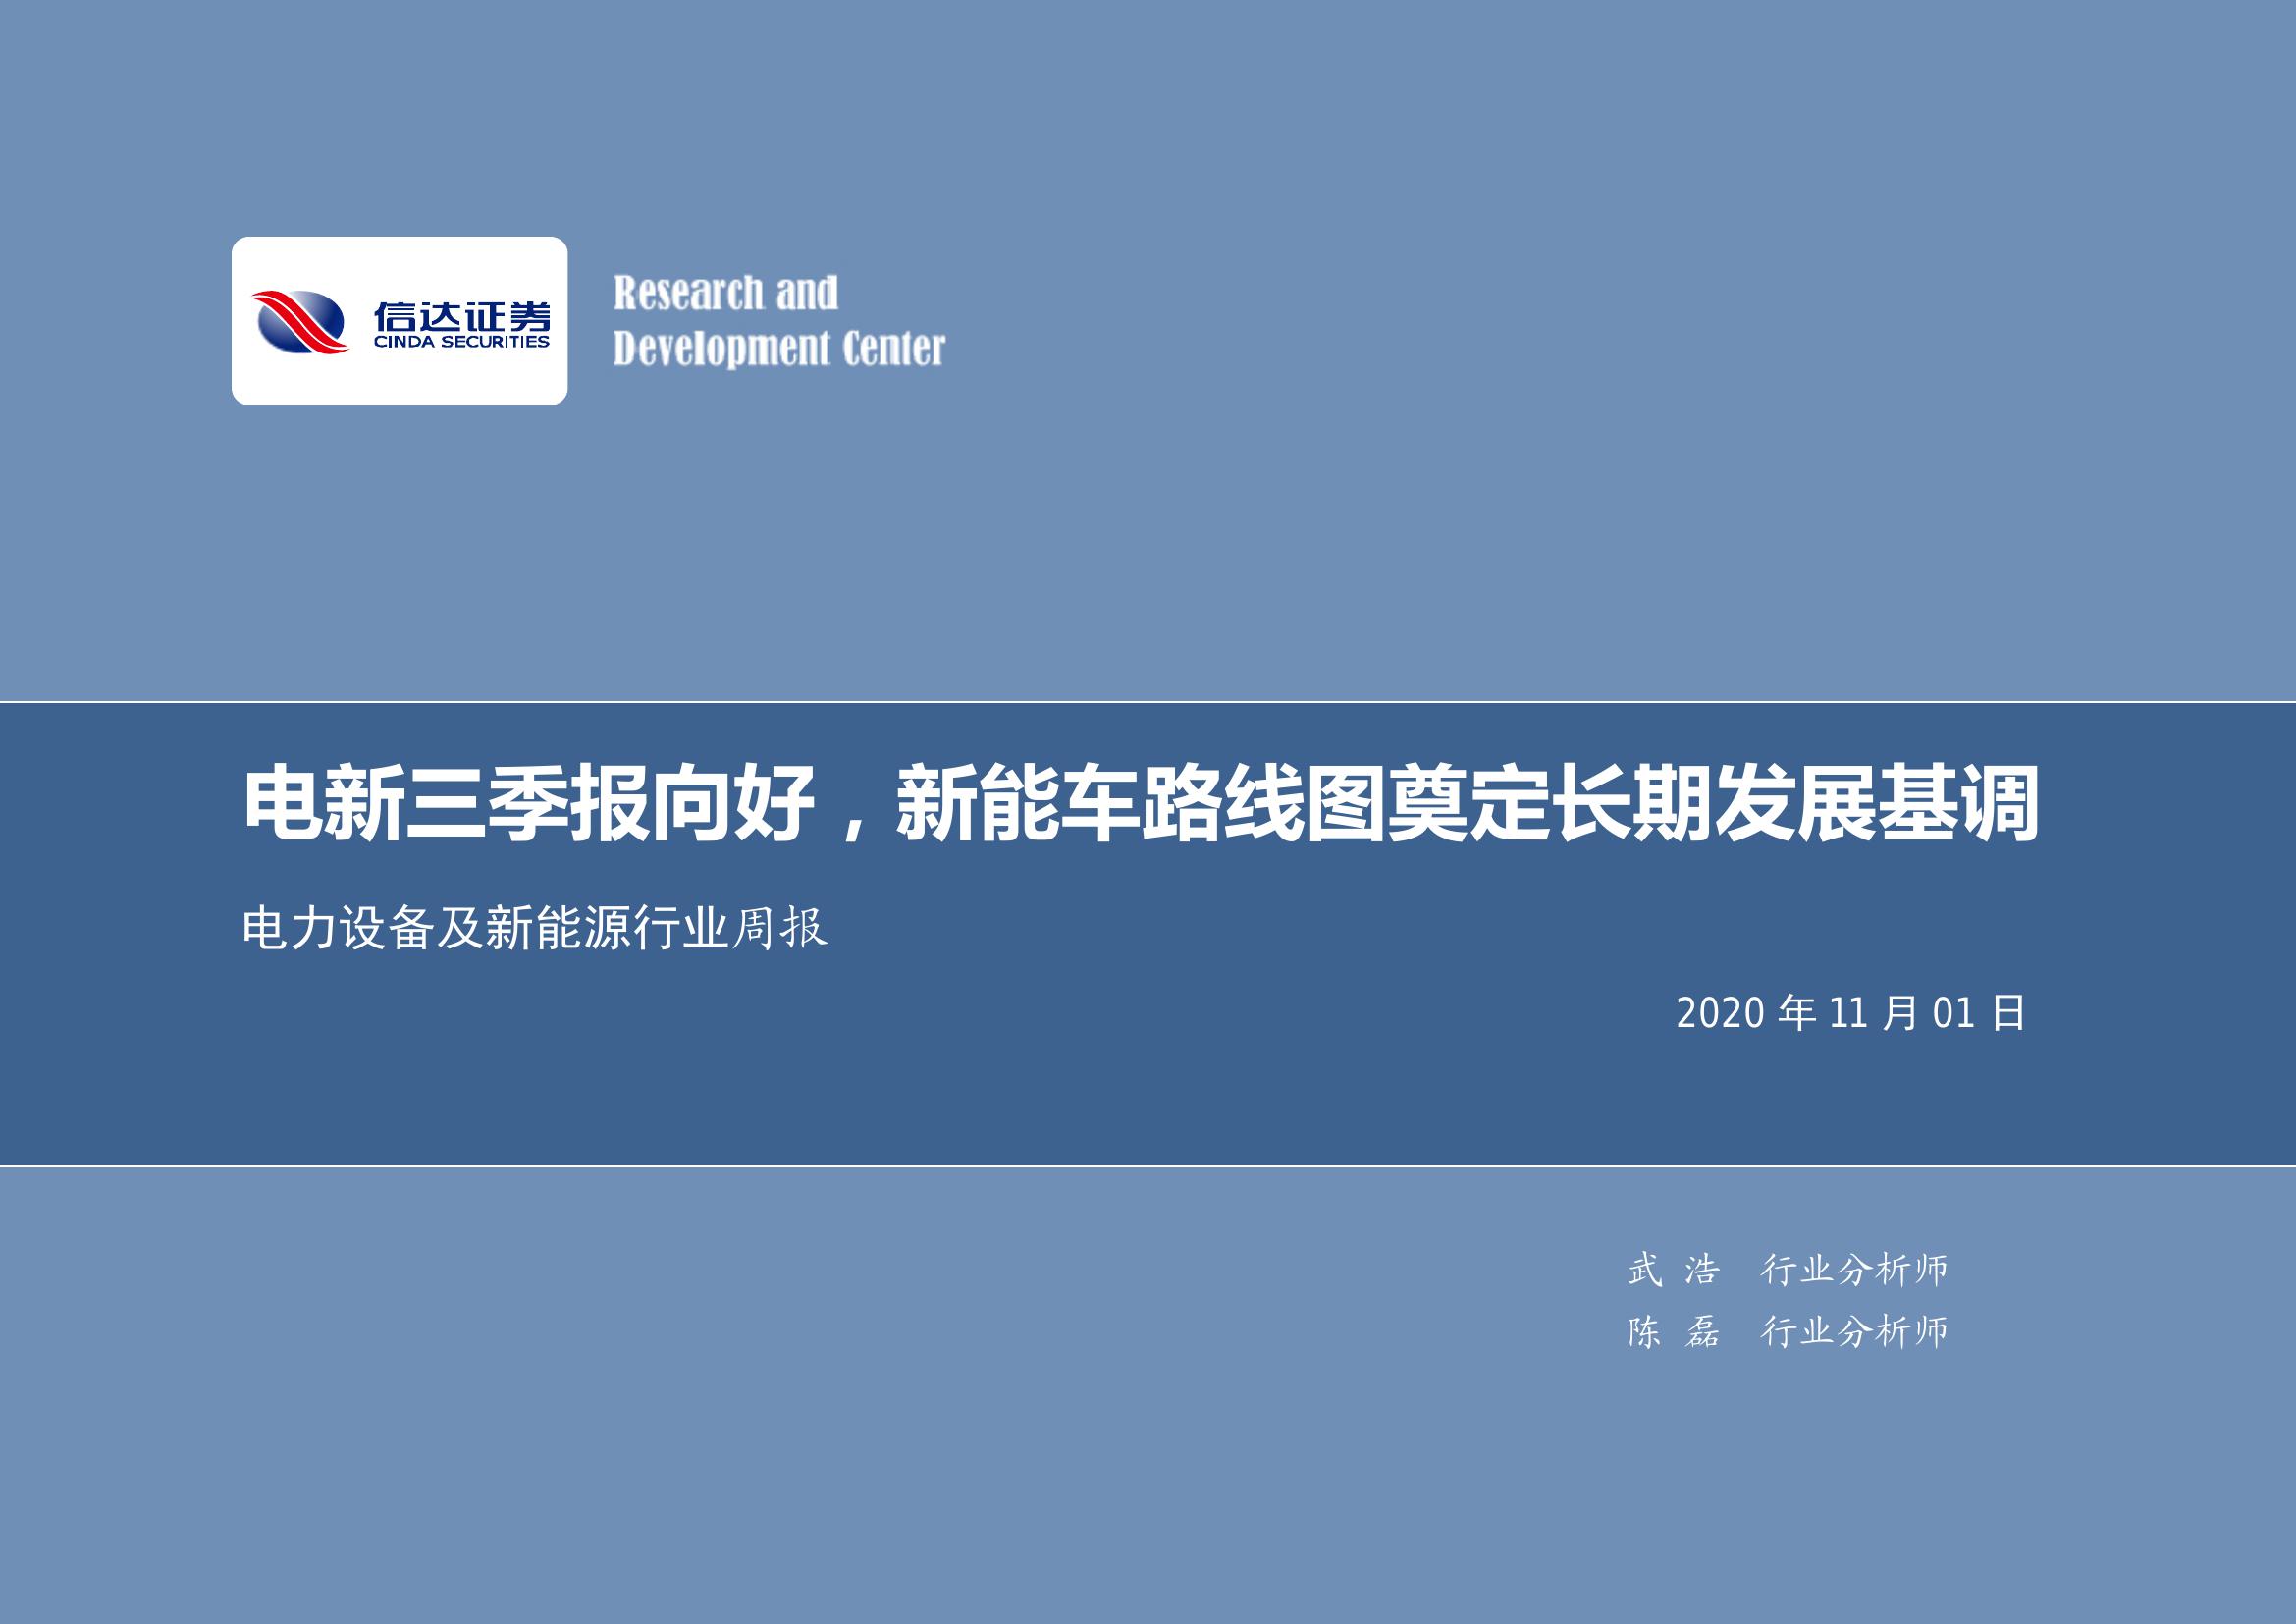 信达证券
CINDA SECURITIES
Research and
Development Center
电新三季报向好，新能车路线图奠定长期发展基调
电力设备及新能源行业周报
2020 年 11 月 01 日
武 浩 行业分析师
陈 磊 行业分析师